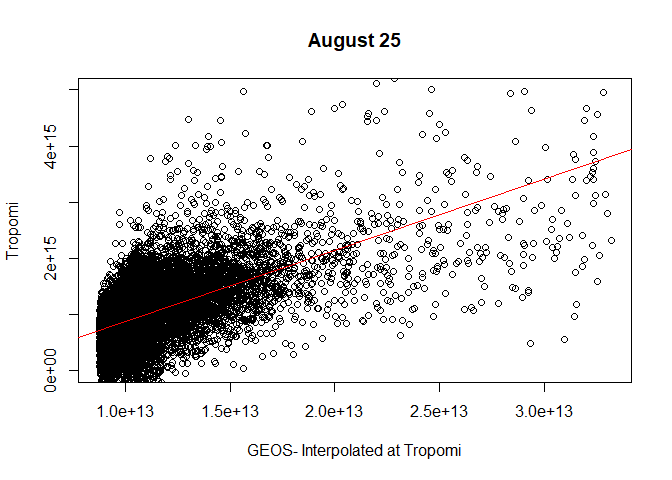 August 25
Tropomi
4e+15
2e+15
0e+00
1.0e+13 1.5e+13 2.0e+13 2.5e+13 3.0e+13
GEOS- Interpolated at Tropomi